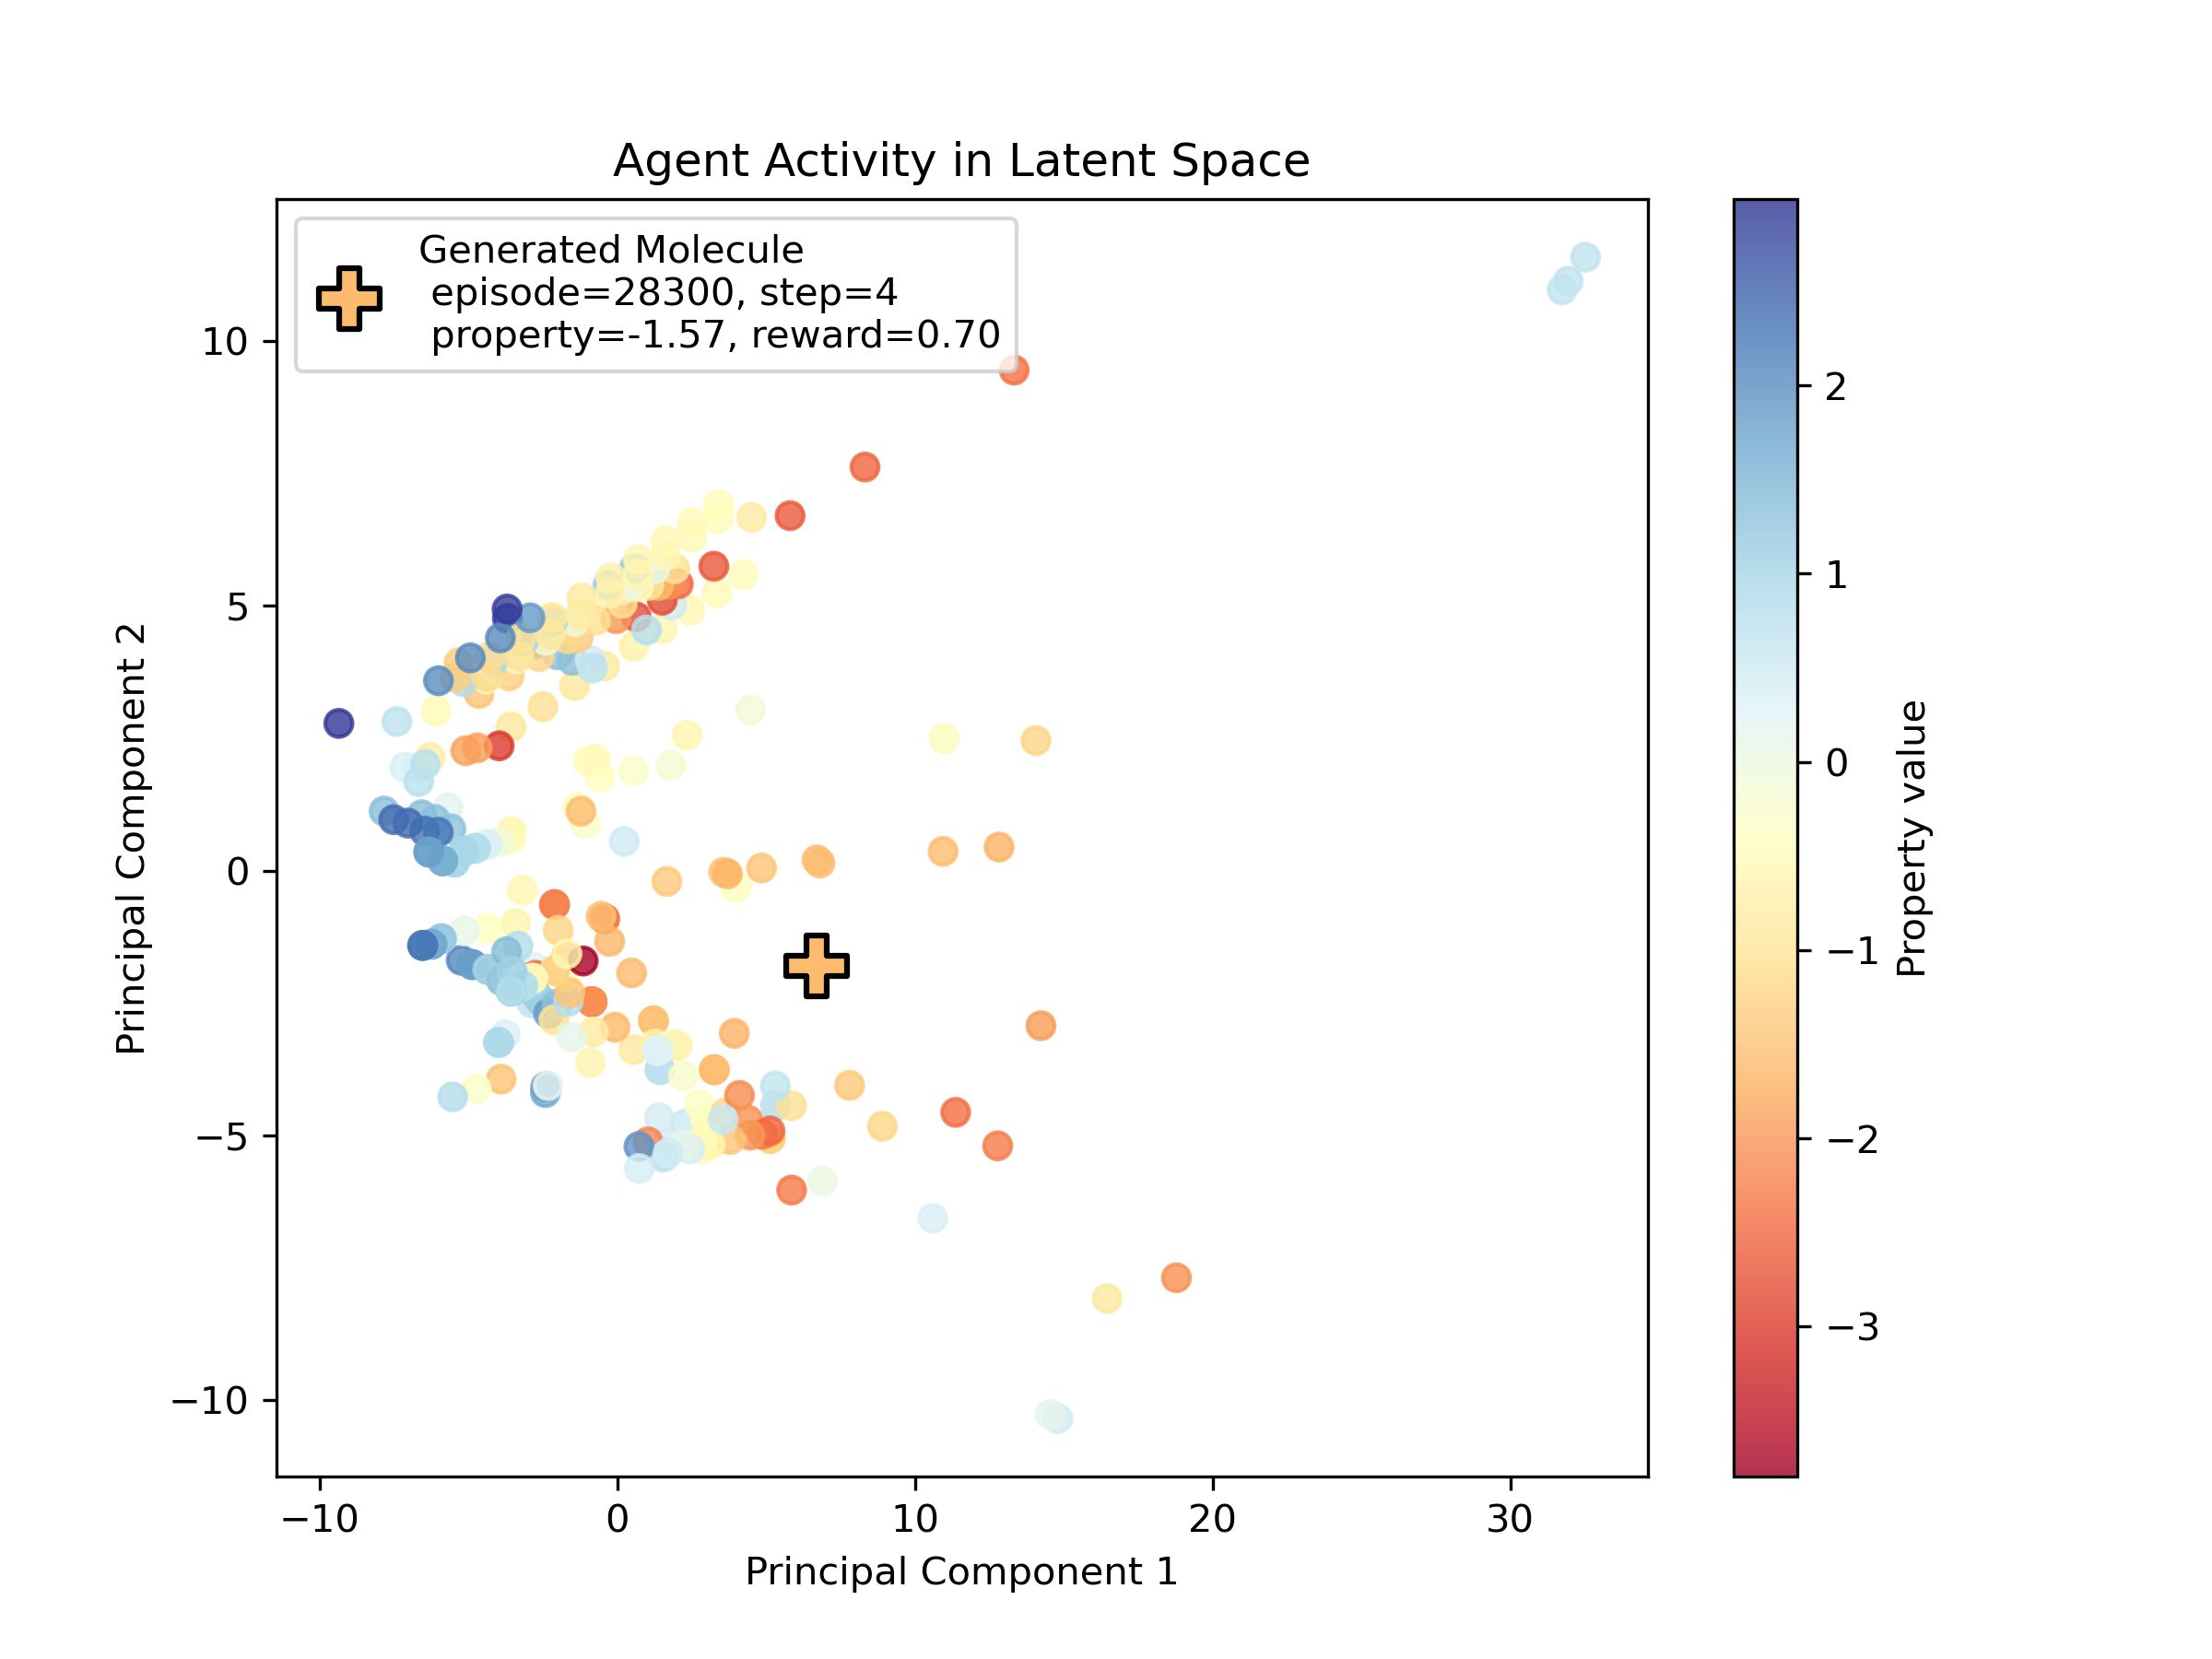 Agent Activity in Latent Space
Generated Molecule
episode=28300, step=4
property=-1.57, reward=0.70
10
5
0
−5
−10
Principal Component 2
−10
0
10
20
30
Principal Component 1
2
1
0
−1
−2
−3
Property value